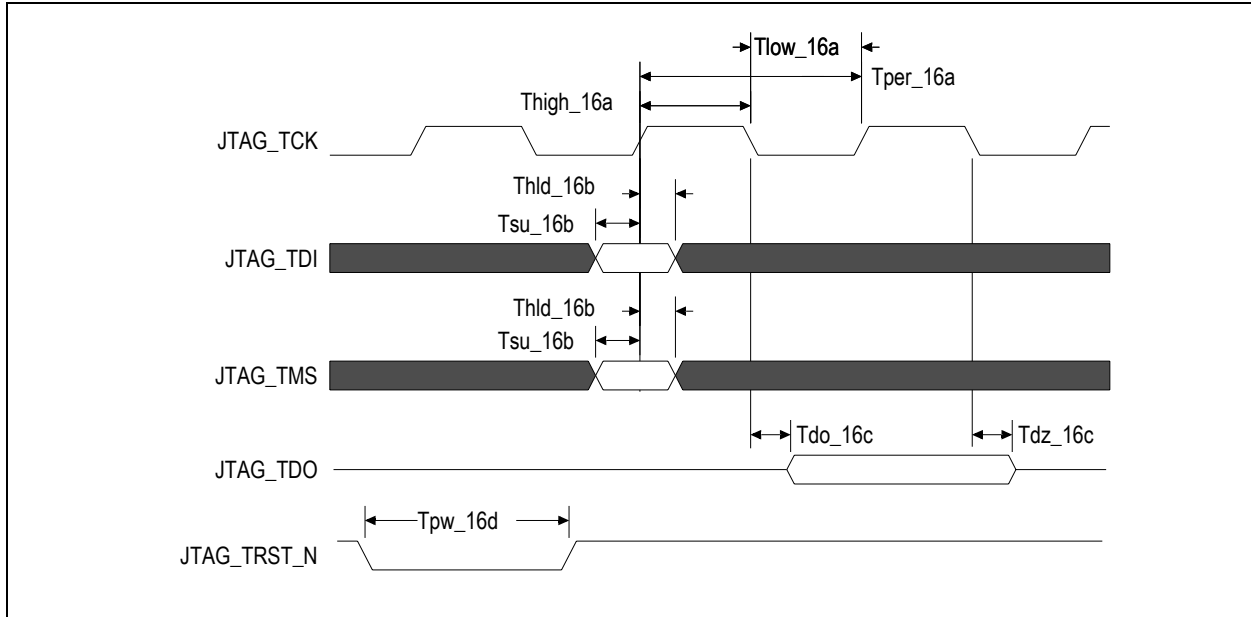 Tlow_16a
Tper_16a
Thigh_16a
JTAG_TCK
Thld_16b
Tsu_16b
JTAG_TDI
Thld_16b
Tsu_16b
JTAG_TMS
Tdo_16c
Tdz_16c
JTAG_TDO
Tpw_16d
JTAG_TRST_N